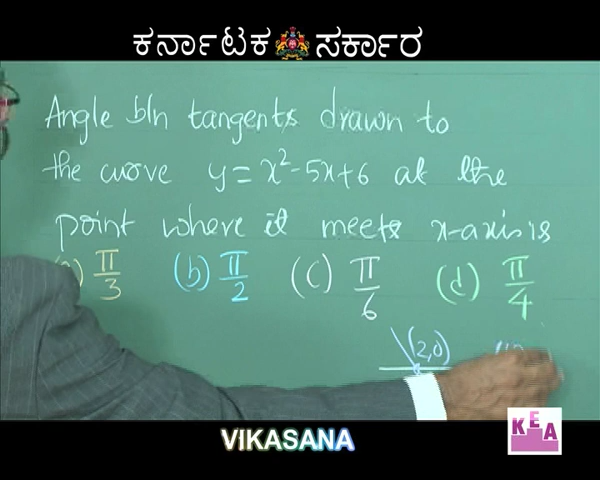 ಕರ್ನಾಟಕ ಸರ್ಕಾರ
Angle b/n tangents drawn to
the curve y = x² - 5x + 6 at the
point where it meets x-axis is
π/3 (b) π/2 (c) π/6 (d) π/4
(2,0)
KEA
VIKASANA